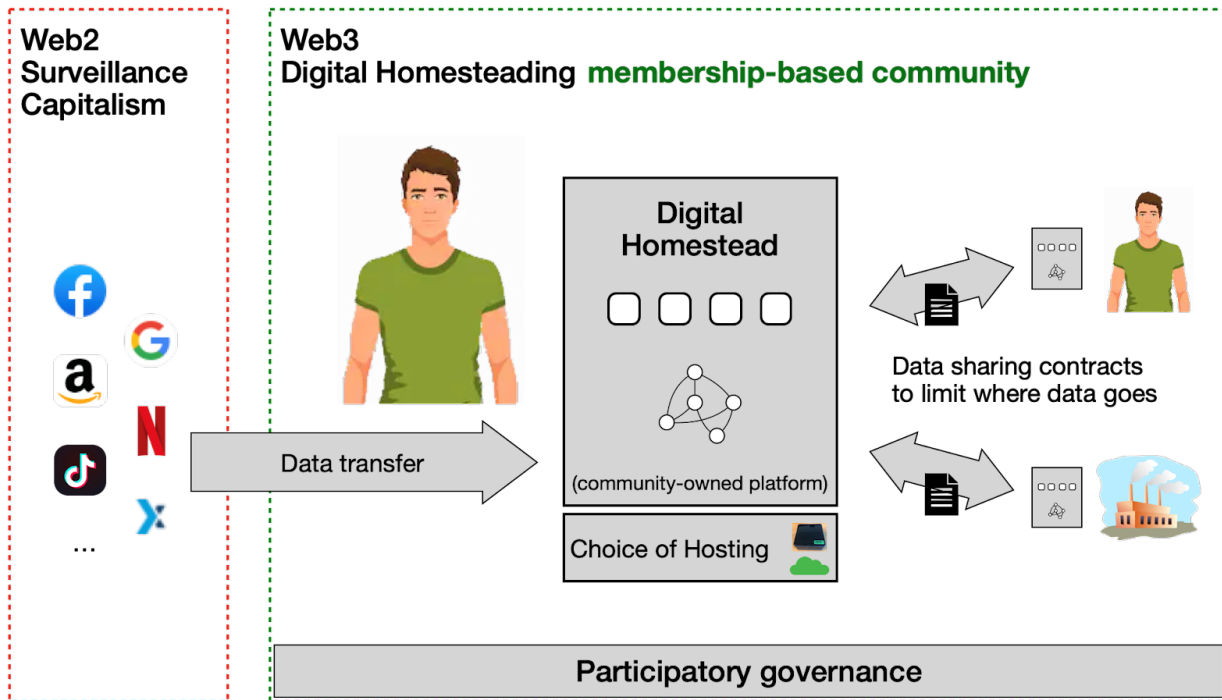 Web2
Surveillance
Capitalism
Web3
Digital Homesteading membership-based community
a
N
...
Data transfer
Digital
Homestead
(community-owned platform)
Choice of Hosting
Data sharing contracts
to limit where data goes
Participatory governance